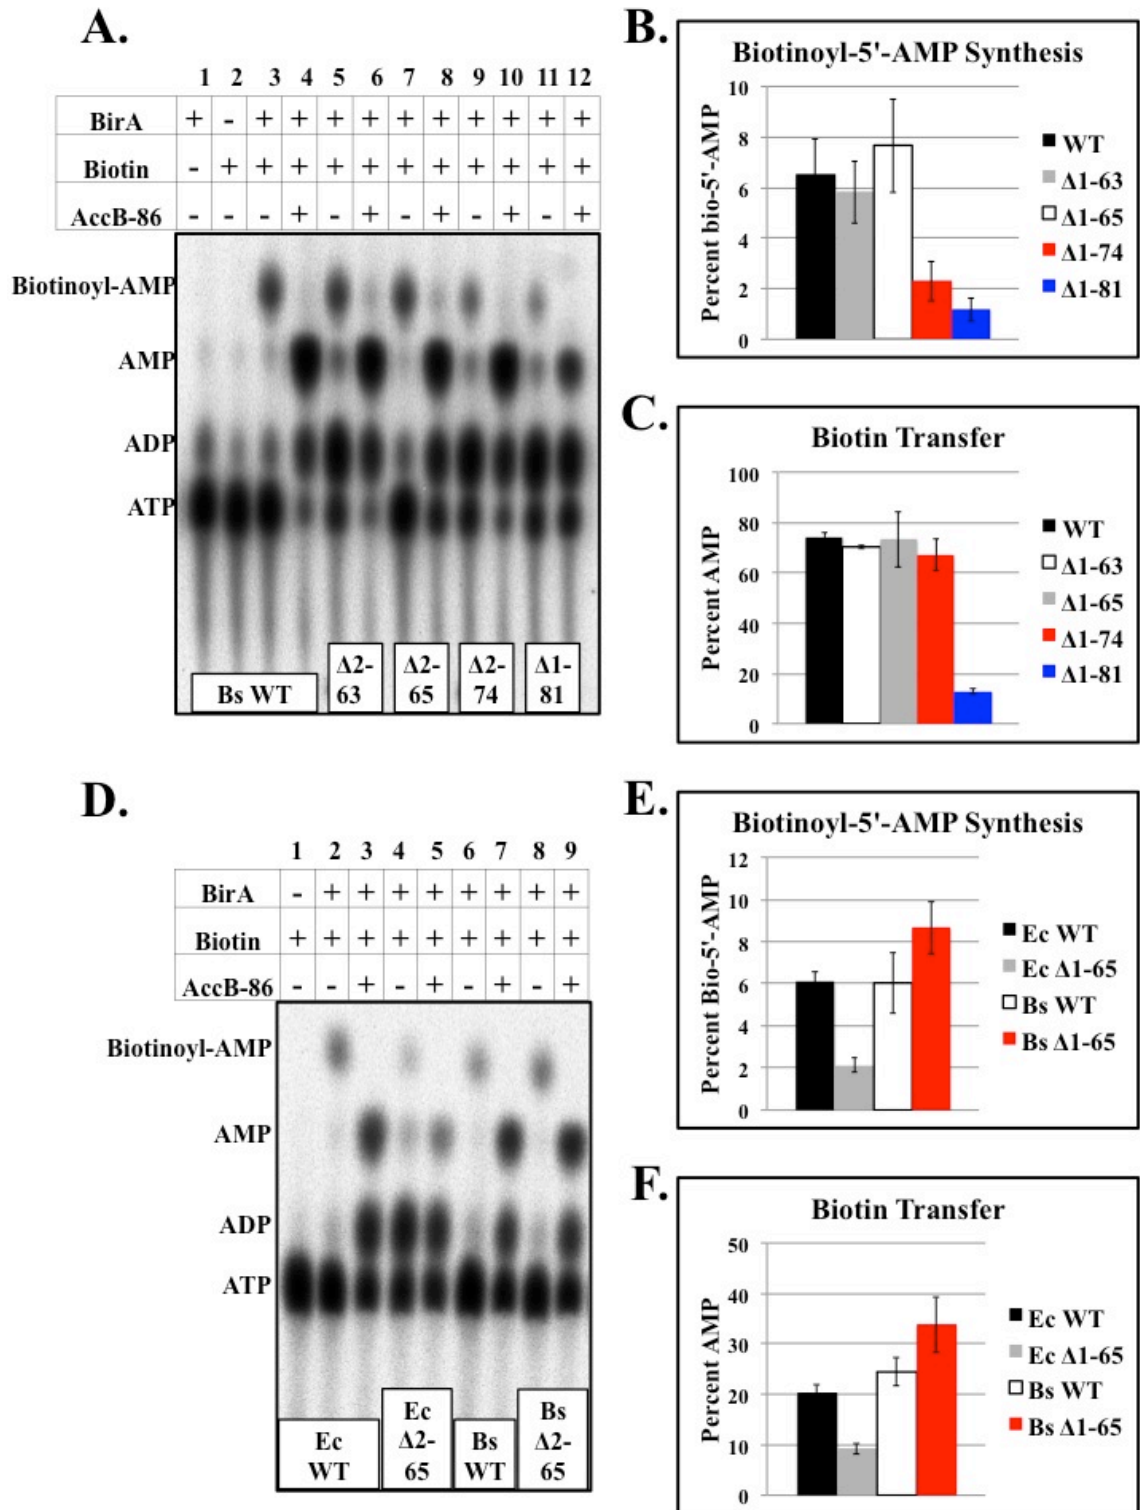 A.
1 2 3 4 5 6 7 8 9 10 11 12
BirA + - + + + + + + + + + +
Biotin - + + + + + + + + + + +
AccB-86 - - - + - + - + - + - +
Biotinoyl-AMP
AMP
ADP
ATP
Bs WT
Δ2-
63
Δ2-
65
Δ2-
74
Δ1-
81
B.
Biotinoyl-5'-AMP Synthesis
Percent bio-5'-AMP
10
8
6
4
2
0
WT
Δ1-63
Δ1-65
Δ1-74
Δ1-81
C.
Biotin Transfer
Percent AMP
100
80
60
40
20
0
WT
Δ1-63
Δ1-65
Δ1-74
Δ1-81
D.
1 2 3 4 5 6 7 8 9
BirA - + + + + + + + +
Biotin + + + + + + + + +
AccB-86 - - + - + - + - +
Biotinoyl-AMP
AMP
ADP
ATP
Ec
WT
Ec
Δ2-
65
Bs
WT
Bs
Δ2-
65
E.
Biotinoyl-5'-AMP Synthesis
Percent Bio-5'-AMP
12
10
8
6
4
2
0
Ec WT
Ec Δ1-65
Bs WT
Bs Δ1-65
F.
Biotin Transfer
Percent AMP
50
40
30
20
10
0
Ec WT
Ec Δ1-65
Bs WT
Bs Δ1-65